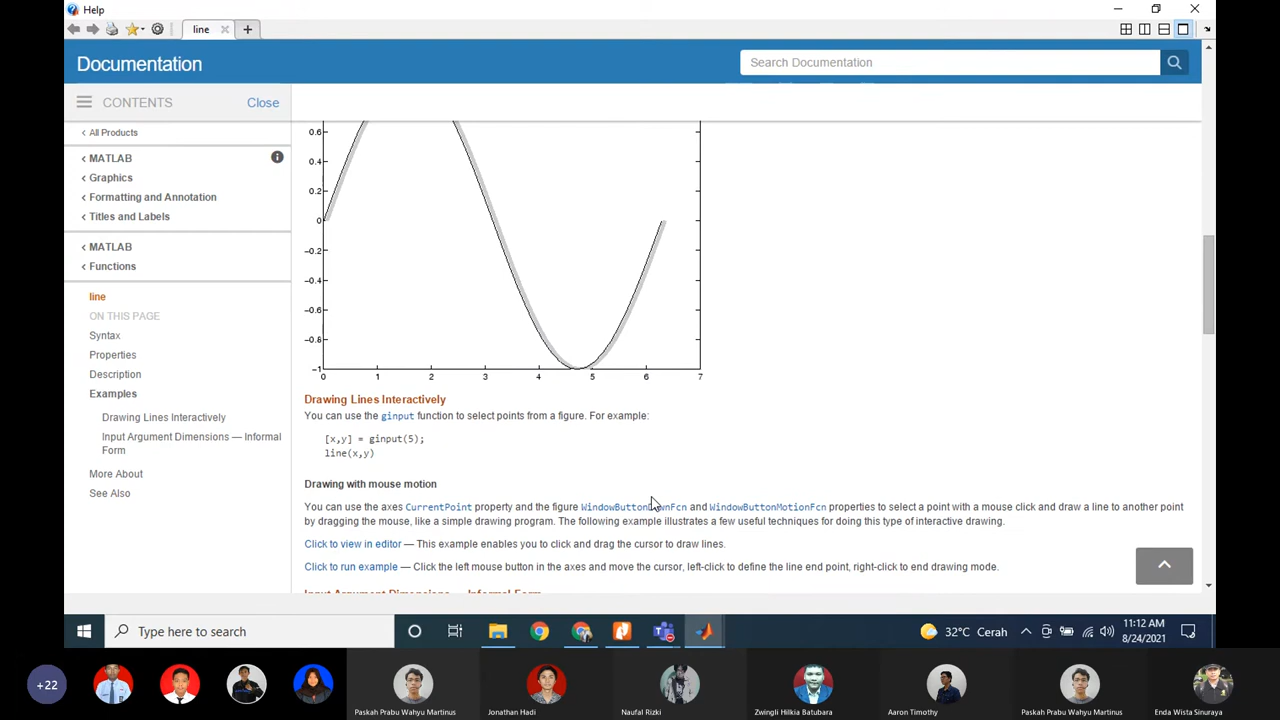 Help
line
Documentation
Search Documentation
CONTENTS
Close
All Products
MATLAB
Graphics
Formatting and Annotation
Titles and Labels
MATLAB
Functions
line
ON THIS PAGE
Syntax
Properties
Description
Examples
Drawing Lines Interactively
Input Argument Dimensions — Informal
Form
More About
See Also
0.6
0.4
0.2
0
−0.2
−0.4
−0.6
−0.8
−1
0 1 2 3 4 5 6 7
Drawing Lines Interactively
You can use the ginput function to select points from a figure. For example:
[x,y] = ginput(5);
line(x,y)
Drawing with mouse motion
You can use the axes CurrentPoint property and the figure WindowButtonDownFcn and WindowButtonMotionFcn properties to select a point with a mouse click and draw a line to another point
by dragging the mouse, like a simple drawing program. The following example illustrates a few useful techniques for doing this type of interactive drawing.
Click to view in editor — This example enables you to click and drag the cursor to draw lines.
Click to run example — Click the left mouse button in the axes and move the cursor, left-click to define the line end point, right-click to end drawing mode.
Input Argument Dimensions — Informal Form
Type here to search
32°C Cerah
11:12 AM
8/24/2021
+22
Paskah Prabu Wahyu Martinus
Jonathan Hadi
Naufal Rizki
Zwingli Hilkia Batubara
Aaron Timothy
Paskah Prabu Wahyu Martinus
Enda Wista Sinuraya